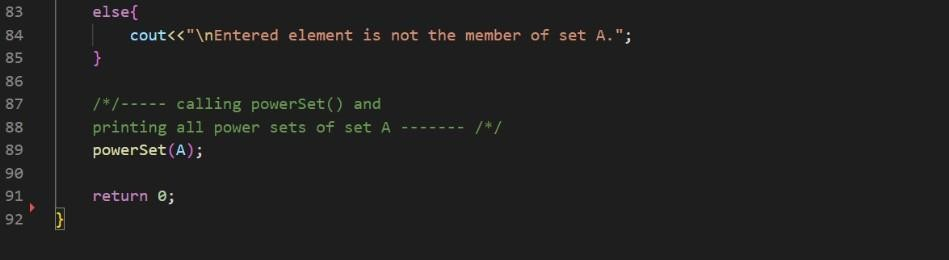 83 else{
84 cout<<"\nEntered element is not the member of set A.";
85 }
86
87 /*/----- calling powerSet() and
88 printing all power sets of set A ------- /*/
89 powerSet(A);
90
91 return 0;
92 }